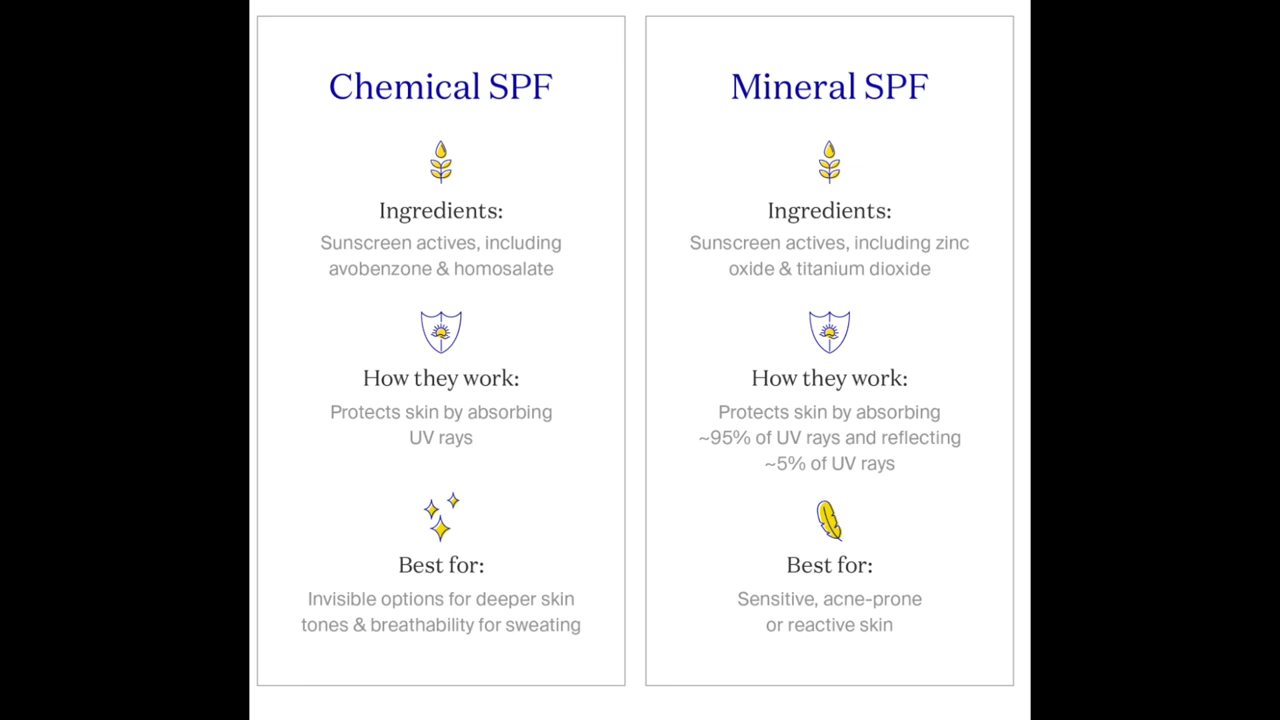 Chemical SPF
Ingredients:
Sunscreen actives, including
avobenzone & homosalate
How they work:
Protects skin by absorbing
UV rays
Best for:
Invisible options for deeper skin
tones & breathability for sweating
Mineral SPF
Ingredients:
Sunscreen actives, including zinc
oxide & titanium dioxide
How they work:
Protects skin by absorbing
~95% of UV rays and reflecting
~5% of UV rays
Best for:
Sensitive, acne-prone
or reactive skin